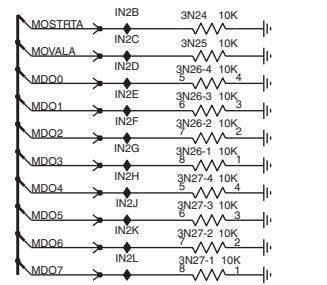 IN2B
MOSTRTA 3N24 10K
IN2C
MOVALA 3N25 10K
IN2D
MDO0 3N26-4 10K
5 4
IN2E
MDO1 3N26-3 10K
6 3
IN2F
MDO2 3N26-2 10K
7 2
IN2G
MDO3 3N26-1 10K
8 1
IN2H
MDO4 3N27-4 10K
5 4
IN2J
MDO5 3N27-3 10K
6 3
IN2K
MDO6 3N27-2 10K
7 2
IN2L
MDO7 3N27-1 10K
8 1